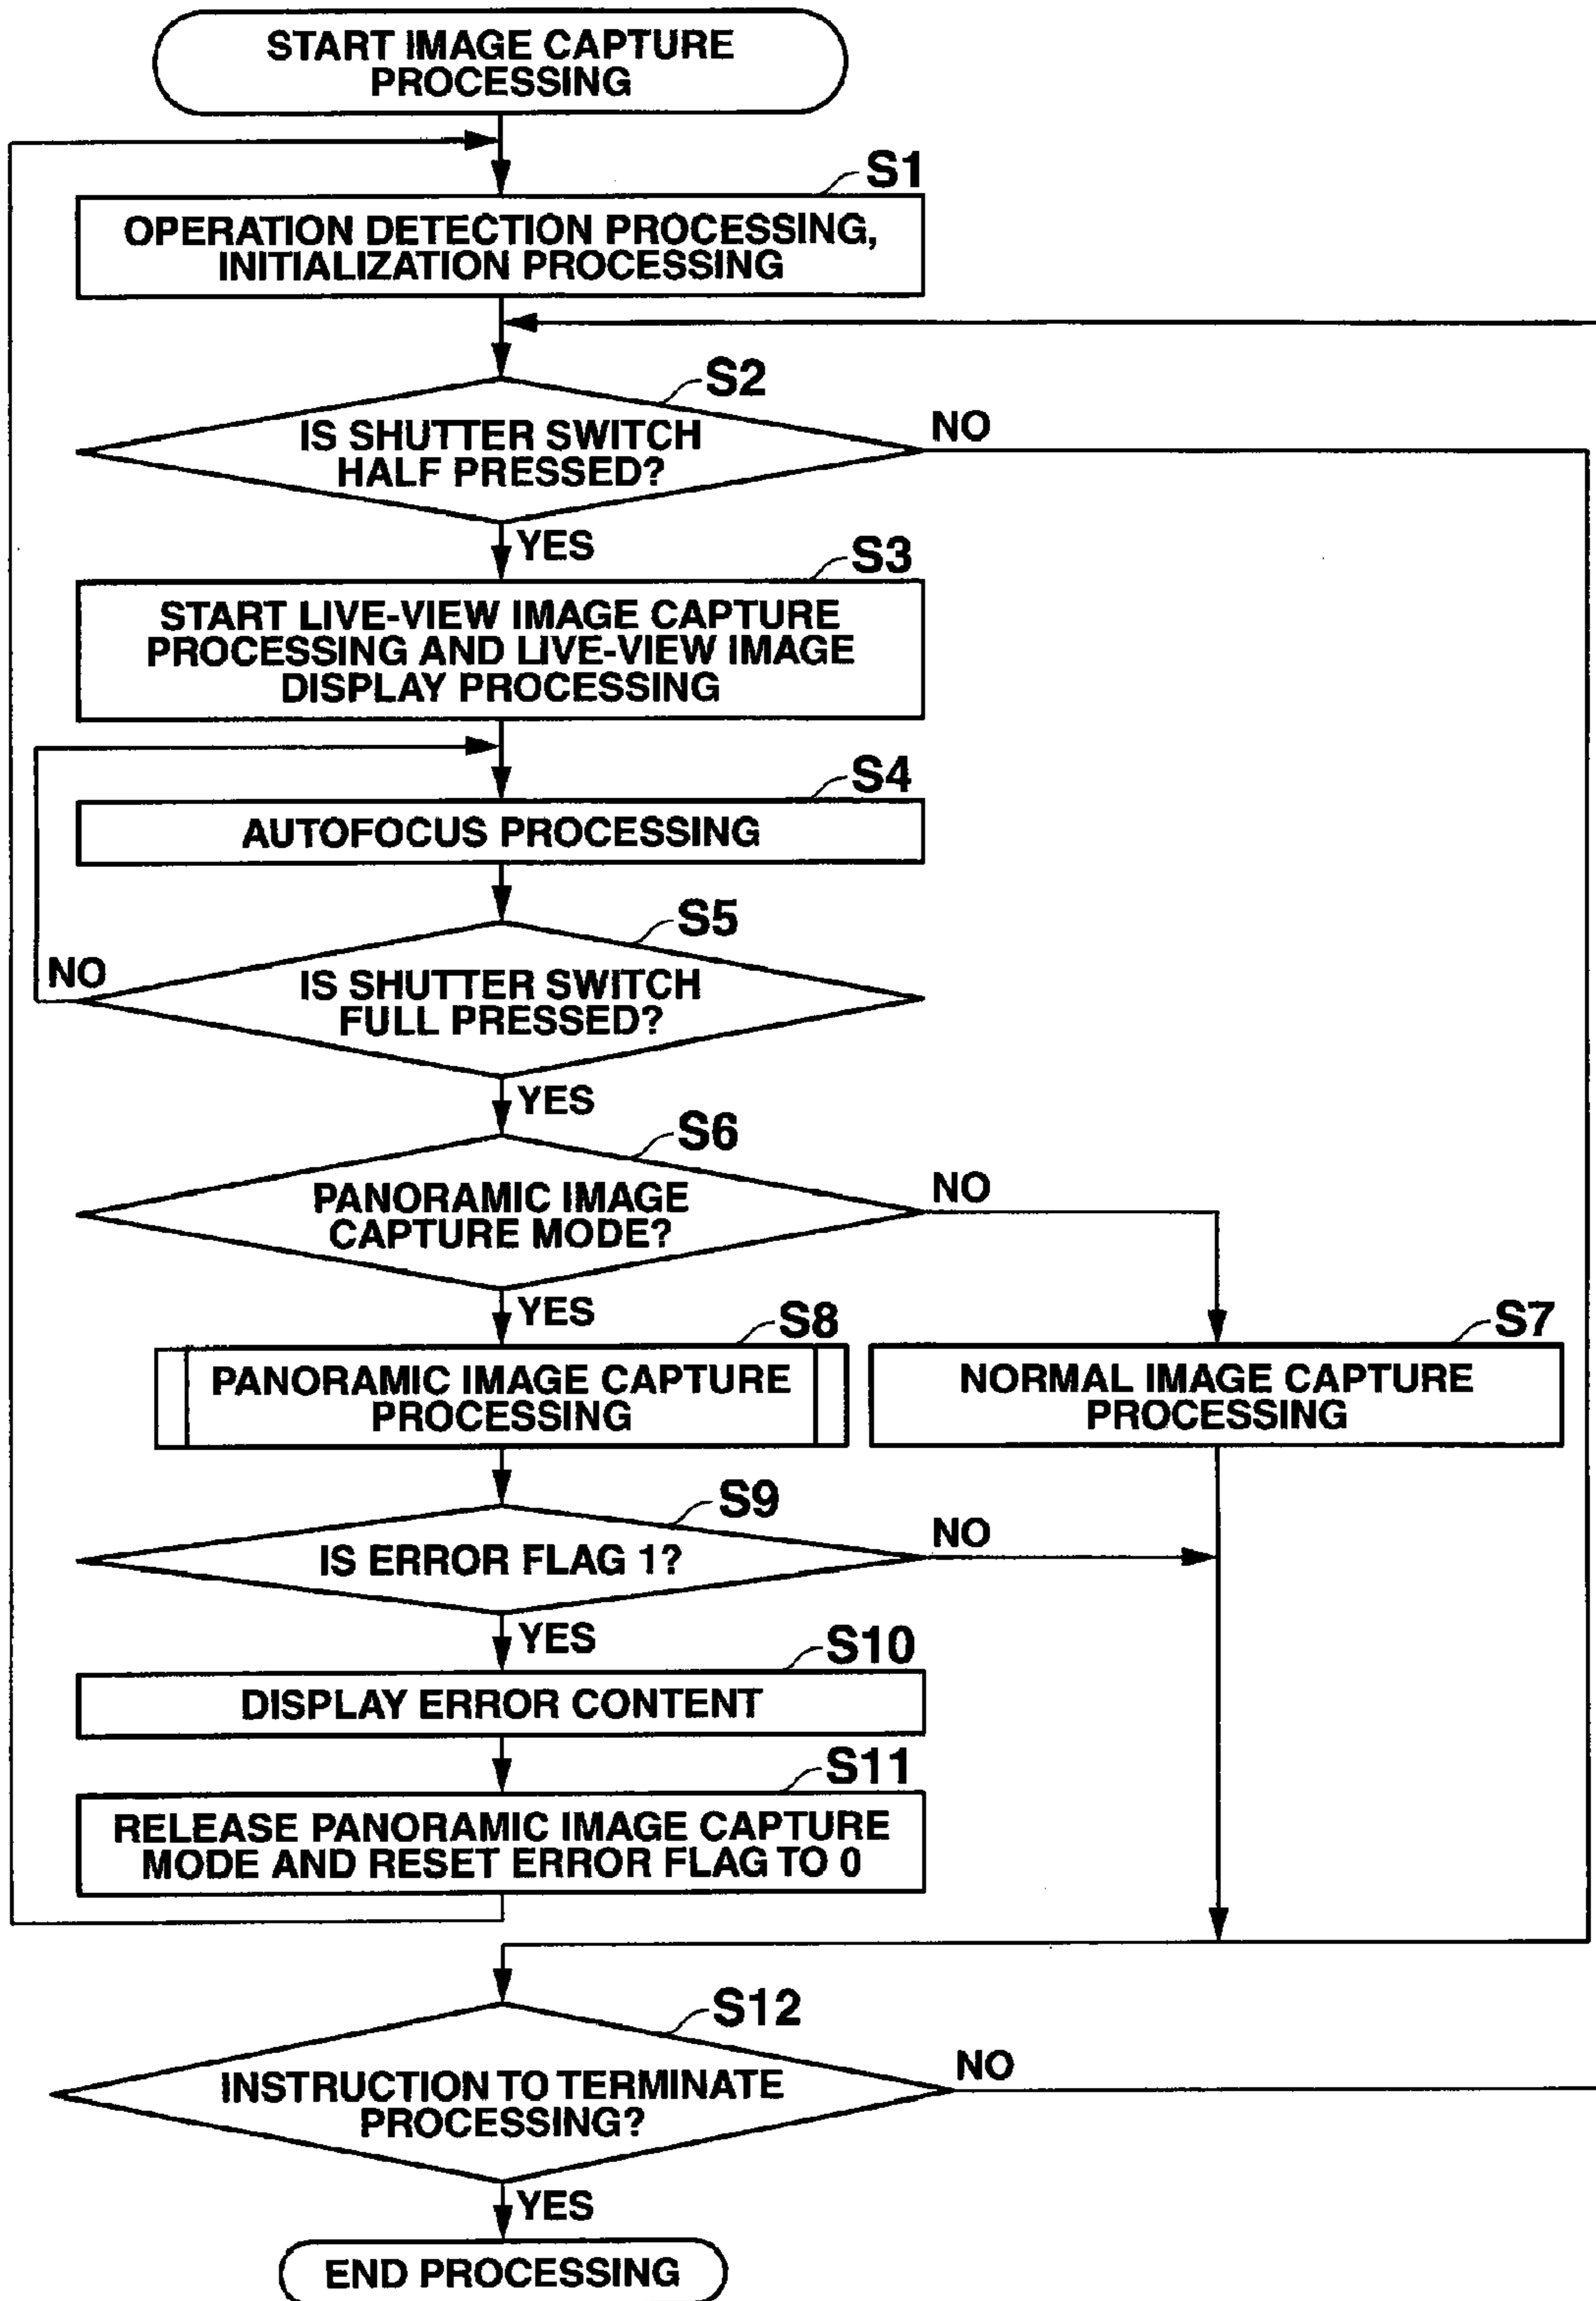 START IMAGE CAPTURE
PROCESSING
S1
OPERATION DETECTION PROCESSING,
INITIALIZATION PROCESSING
S2
IS SHUTTER SWITCH
HALF PRESSED?
NO
YES
S3
START LIVE-VIEW IMAGE CAPTURE
PROCESSING AND LIVE-VIEW IMAGE
DISPLAY PROCESSING
S4
AUTOFOCUS PROCESSING
S5
NO
IS SHUTTER SWITCH
FULL PRESSED?
YES
S6
PANORAMIC IMAGE
CAPTURE MODE?
NO
YES
S8
PANORAMIC IMAGE CAPTURE
PROCESSING
S7
NORMAL IMAGE CAPTURE
PROCESSING
S9
IS ERROR FLAG 1?
NO
YES
S10
DISPLAY ERROR CONTENT
S11
RELEASE PANORAMIC IMAGE CAPTURE
MODE AND RESET ERROR FLAG TO 0
S12
INSTRUCTION TO TERMINATE
PROCESSING?
NO
YES
END PROCESSING